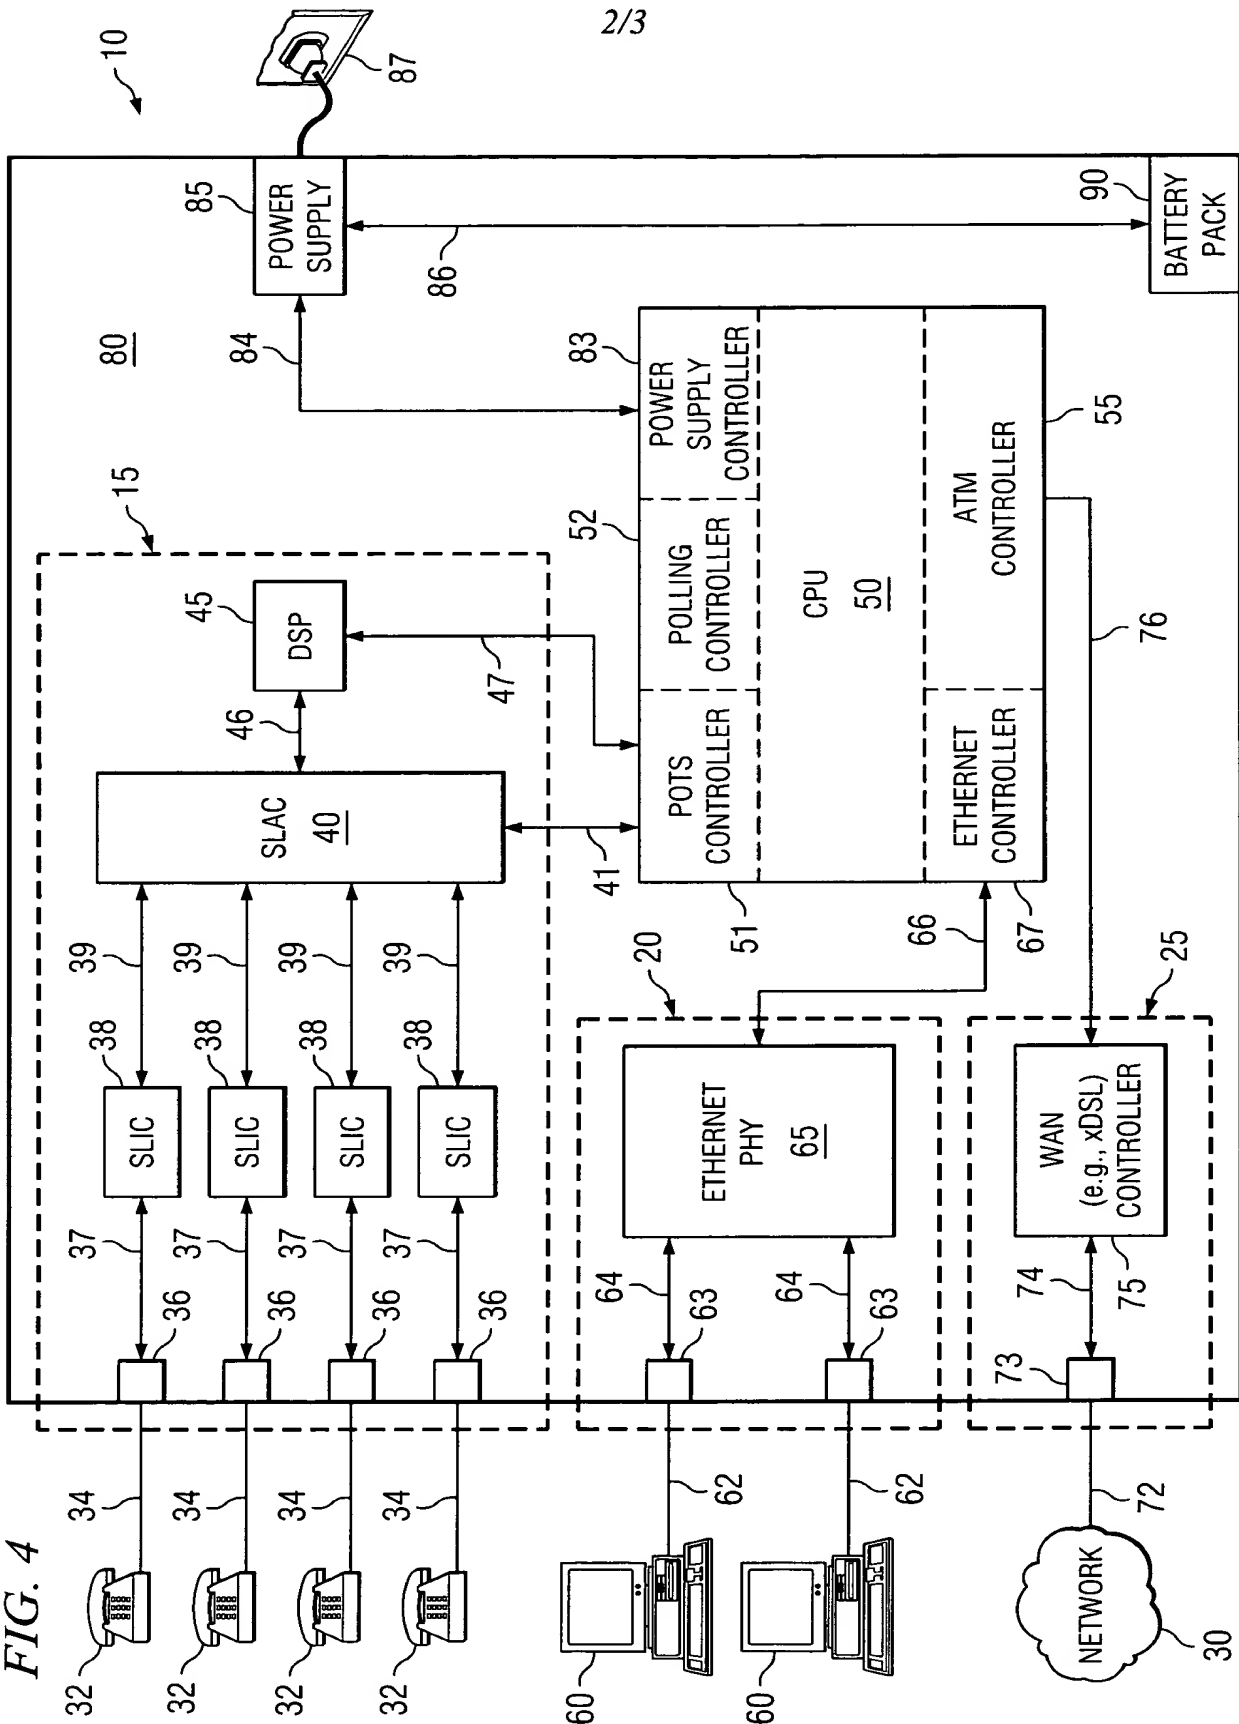 2/3
FIG. 4
10
87
85
POWER
SUPPLY
86
90
BATTERY
PACK
80
84
15
32
34
36
37
SLIC
38
39
32
34
36
37
SLIC
38
39
32
34
36
37
SLIC
38
39
32
34
36
37
SLIC
38
39
SLAC
40
46
DSP
45
47
41
51
POTS
CONTROLLER
52
POLLING
CONTROLLER
83
POWER
SUPPLY
CONTROLLER
CPU
50
ETHERNET
CONTROLLER
67
ATM
CONTROLLER
55
66
76
20
60
62
63
64
60
62
63
64
ETHERNET
PHY
65
25
NETWORK
30
72
73
74
WAN
(e.g., xDSL)
CONTROLLER
75